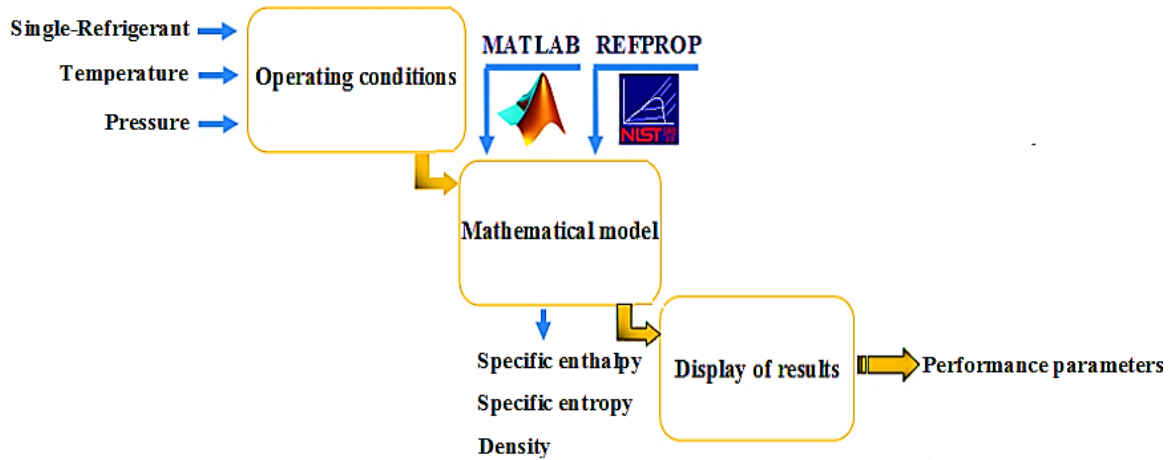 Single-Refrigerant
Temperature
Pressure
Operating conditions
MATLAB REFPROP
NIST
Mathematical model
Specific enthalpy
Specific entropy
Density
Display of results
Performance parameters